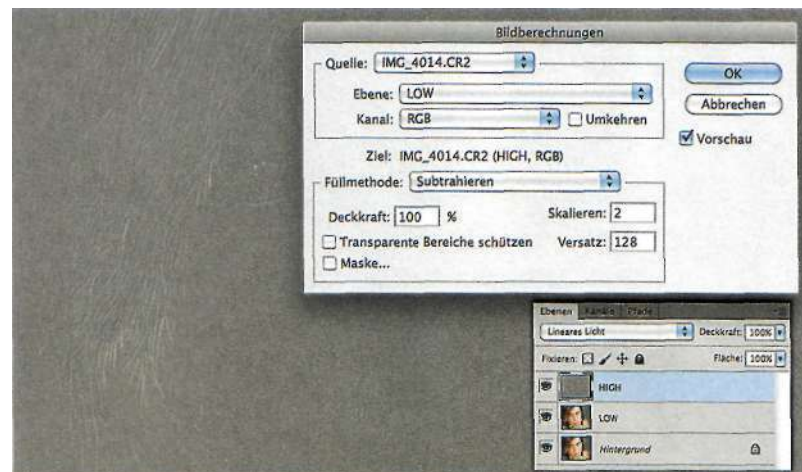 Bildberechnungen
Quelle: IMG_4014.CR2
OK
Ebene: LOW
Abbrechen
Kanal: RGB Umkehren
Vorschau
Ziel: IMG_4014.CR2 (HIGH, RGB)
Füllmethode: Subtrahieren
Deckkraft: 100 % Skalieren: 2
Transparente Bereiche schützen Versatz: 128
Maske...
Ebenen Kanäle Pfade
Lineares Licht Deckkraft: 100%
Fixieren: Fläche: 100%
HIGH
LOW
Hintergrund